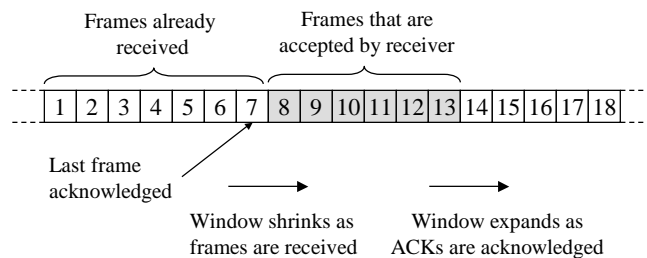 Frames already
received
Frames that are
accepted by receiver
1 2 3 4 5 6 7 8 9 10 11 12 13 14 15 16 17 18
Last frame
acknowledged
Window shrinks as
frames are received
Window expands as
ACKs are acknowledged